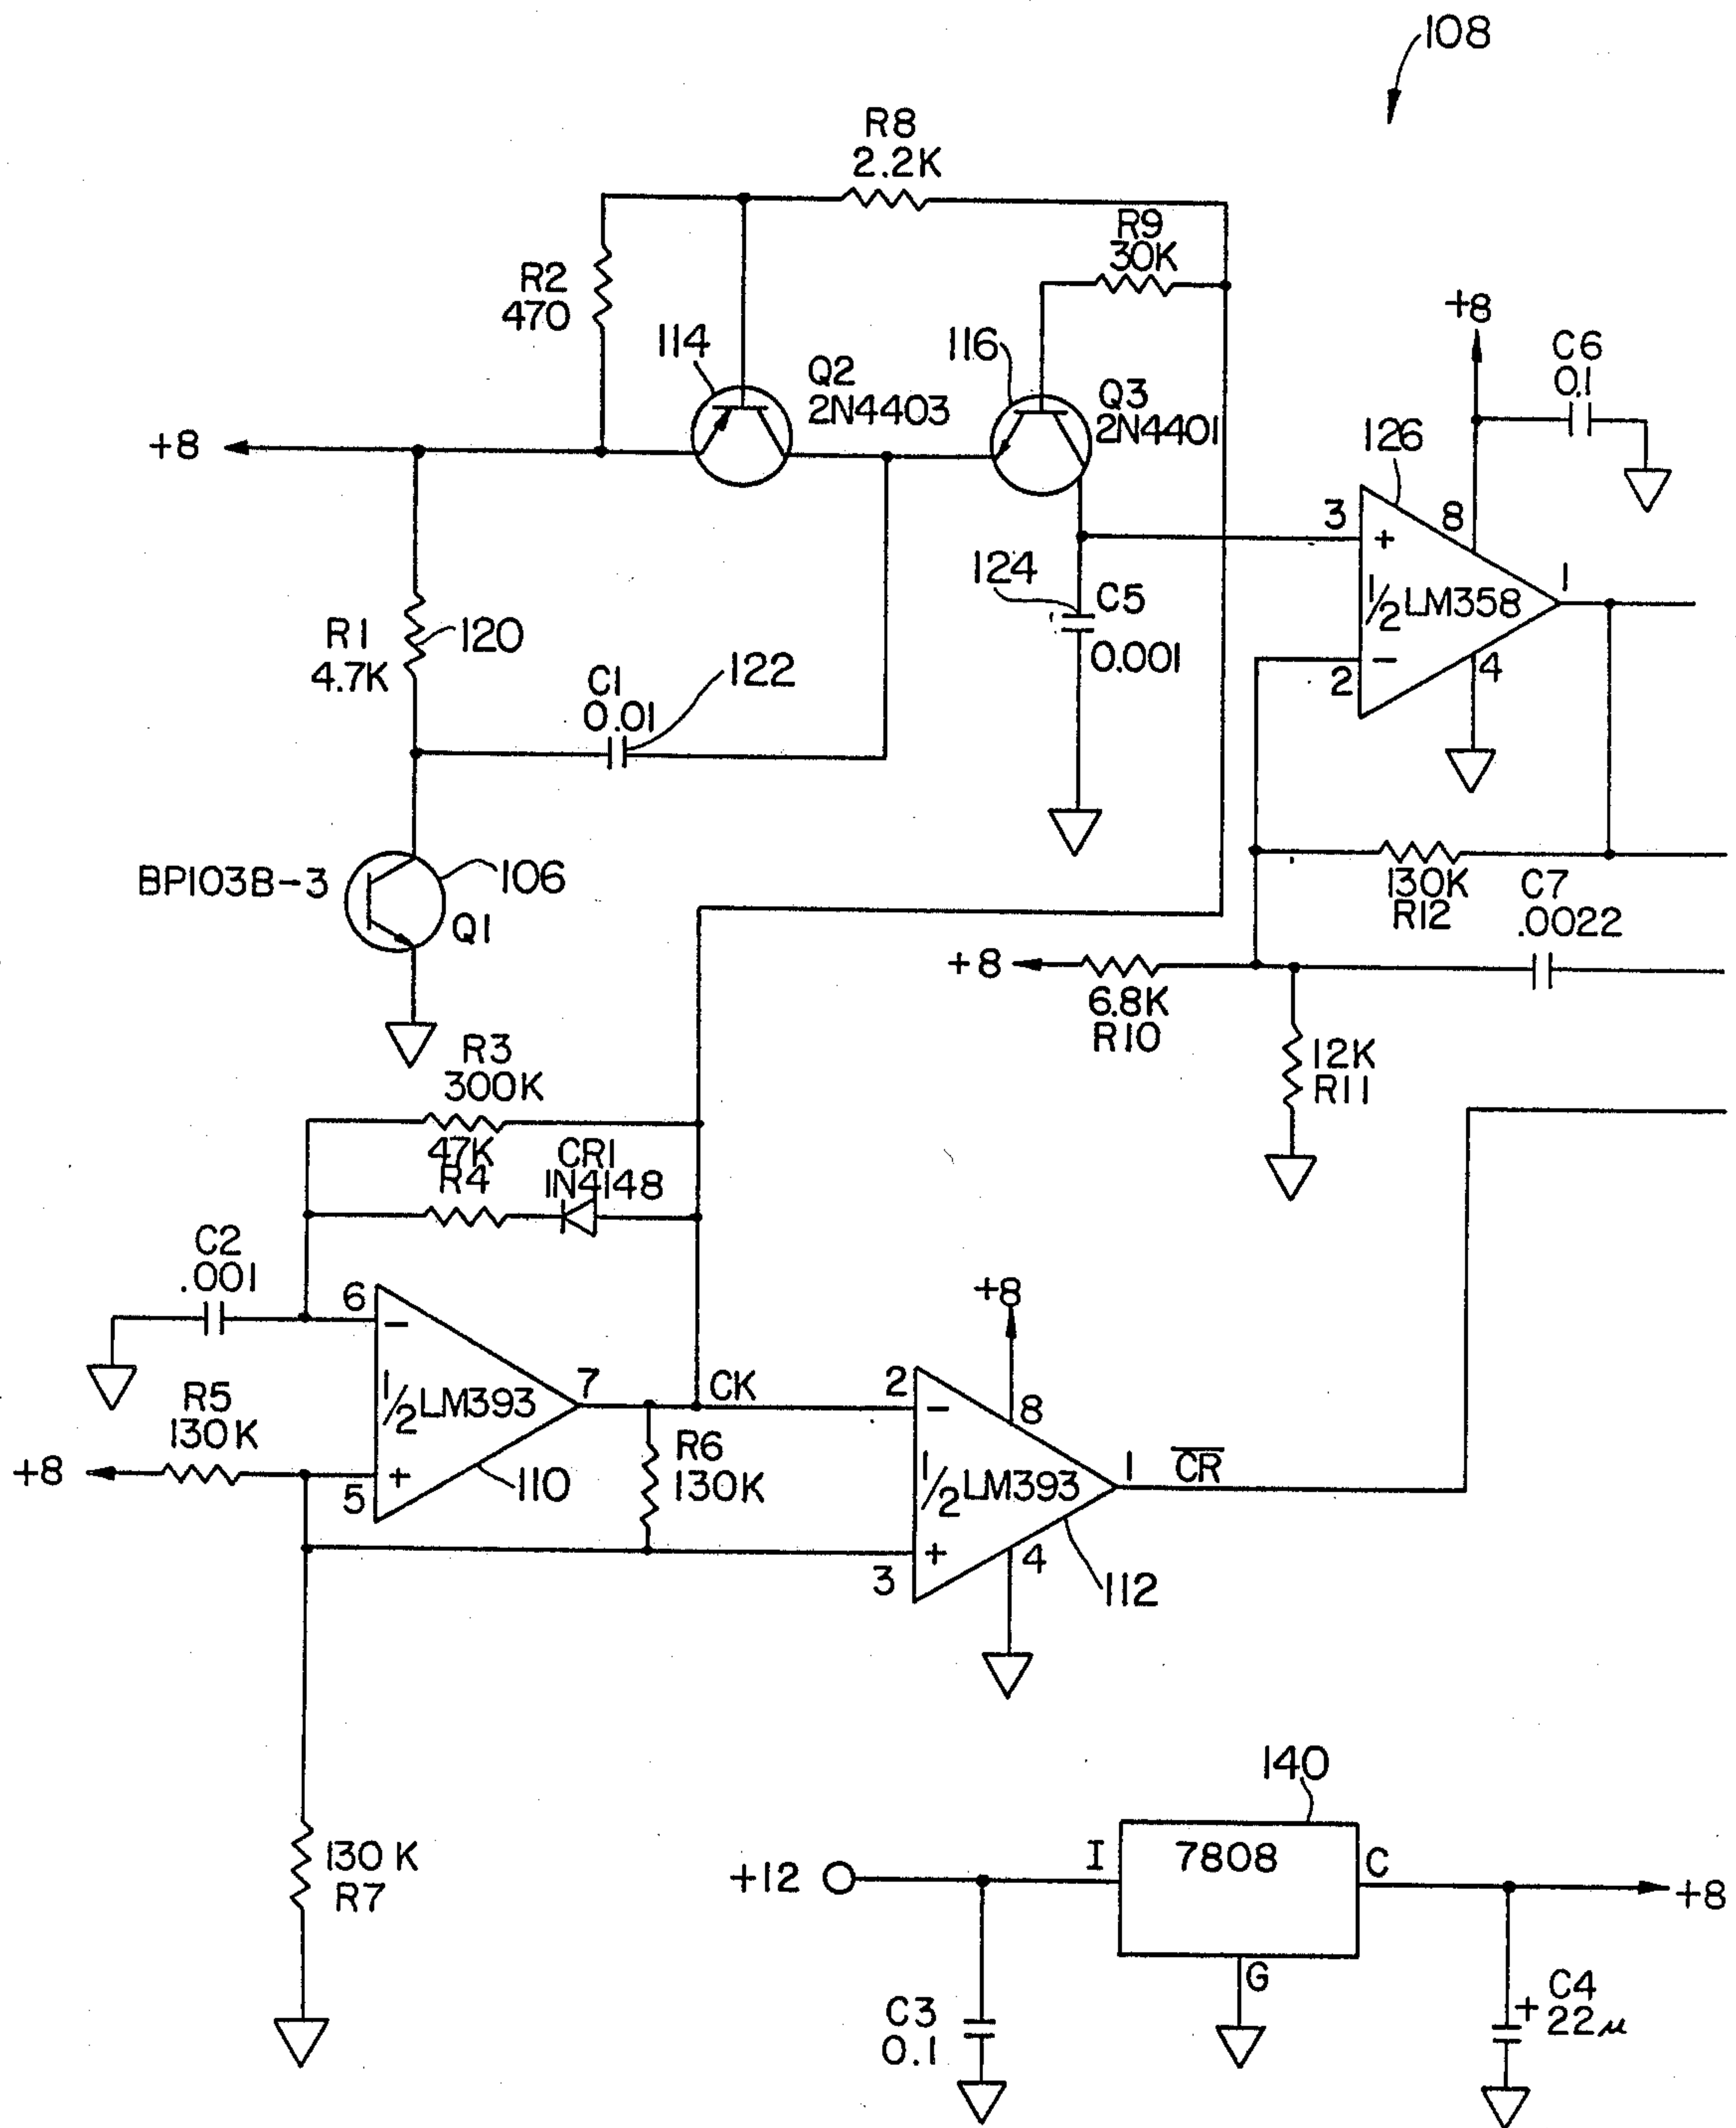 108
R8
2.2K
R9
30K
R2
470
114
Q2
2N4403
116
Q3
2N4401
+8
C6
0.1
126
+8
3
+
8
1
1/2 LM358
2
−
4
124
C5
0.001
R1
4.7K
120
C1
0.01
122
BP103B-3
106
Q1
130K
R12
C7
.0022
+8
6.8K
R10
12K
R11
R3
300K
47K
R4
CR1
1N4148
C2
.001
6
−
1/2 LM393
7
CK
R5
130K
+8
+
5
110
R6
130K
+8
2
−
8
1/2 LM393
1
C̅R̅
+
3
4
112
130K
R7
140
+12
I
7808
C
+8
G
C3
0.1
+
C4
22μ